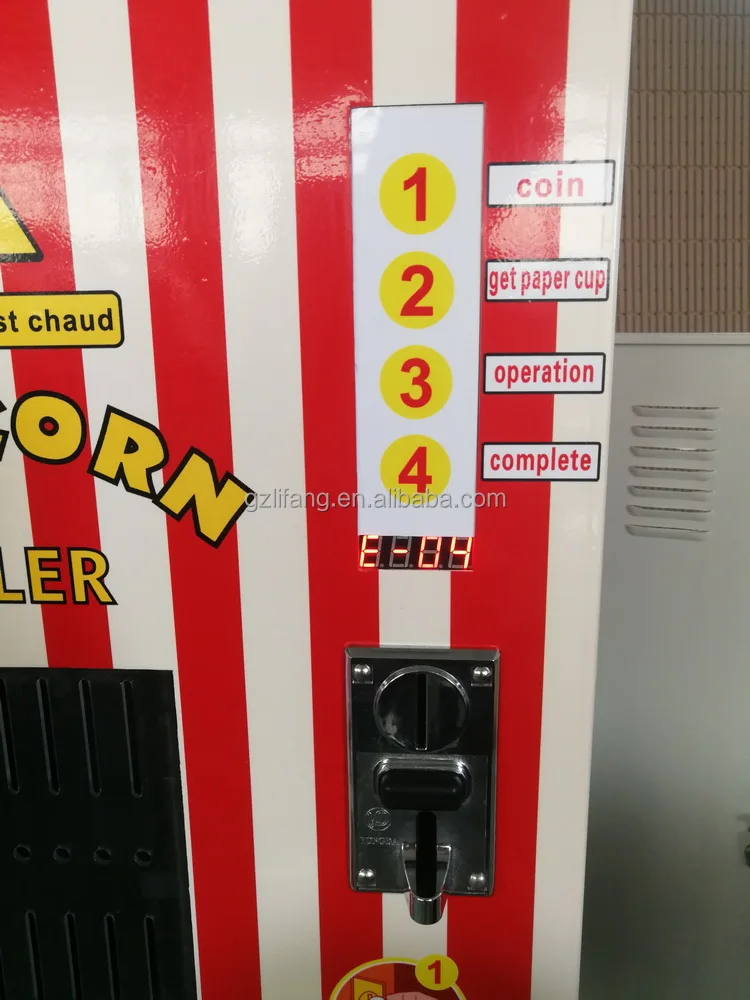 1 coin
2 get paper cup
3 operation
4 complete
st chaud
CORN
LER
gzlifang.en.alibaba.com
E-04
1